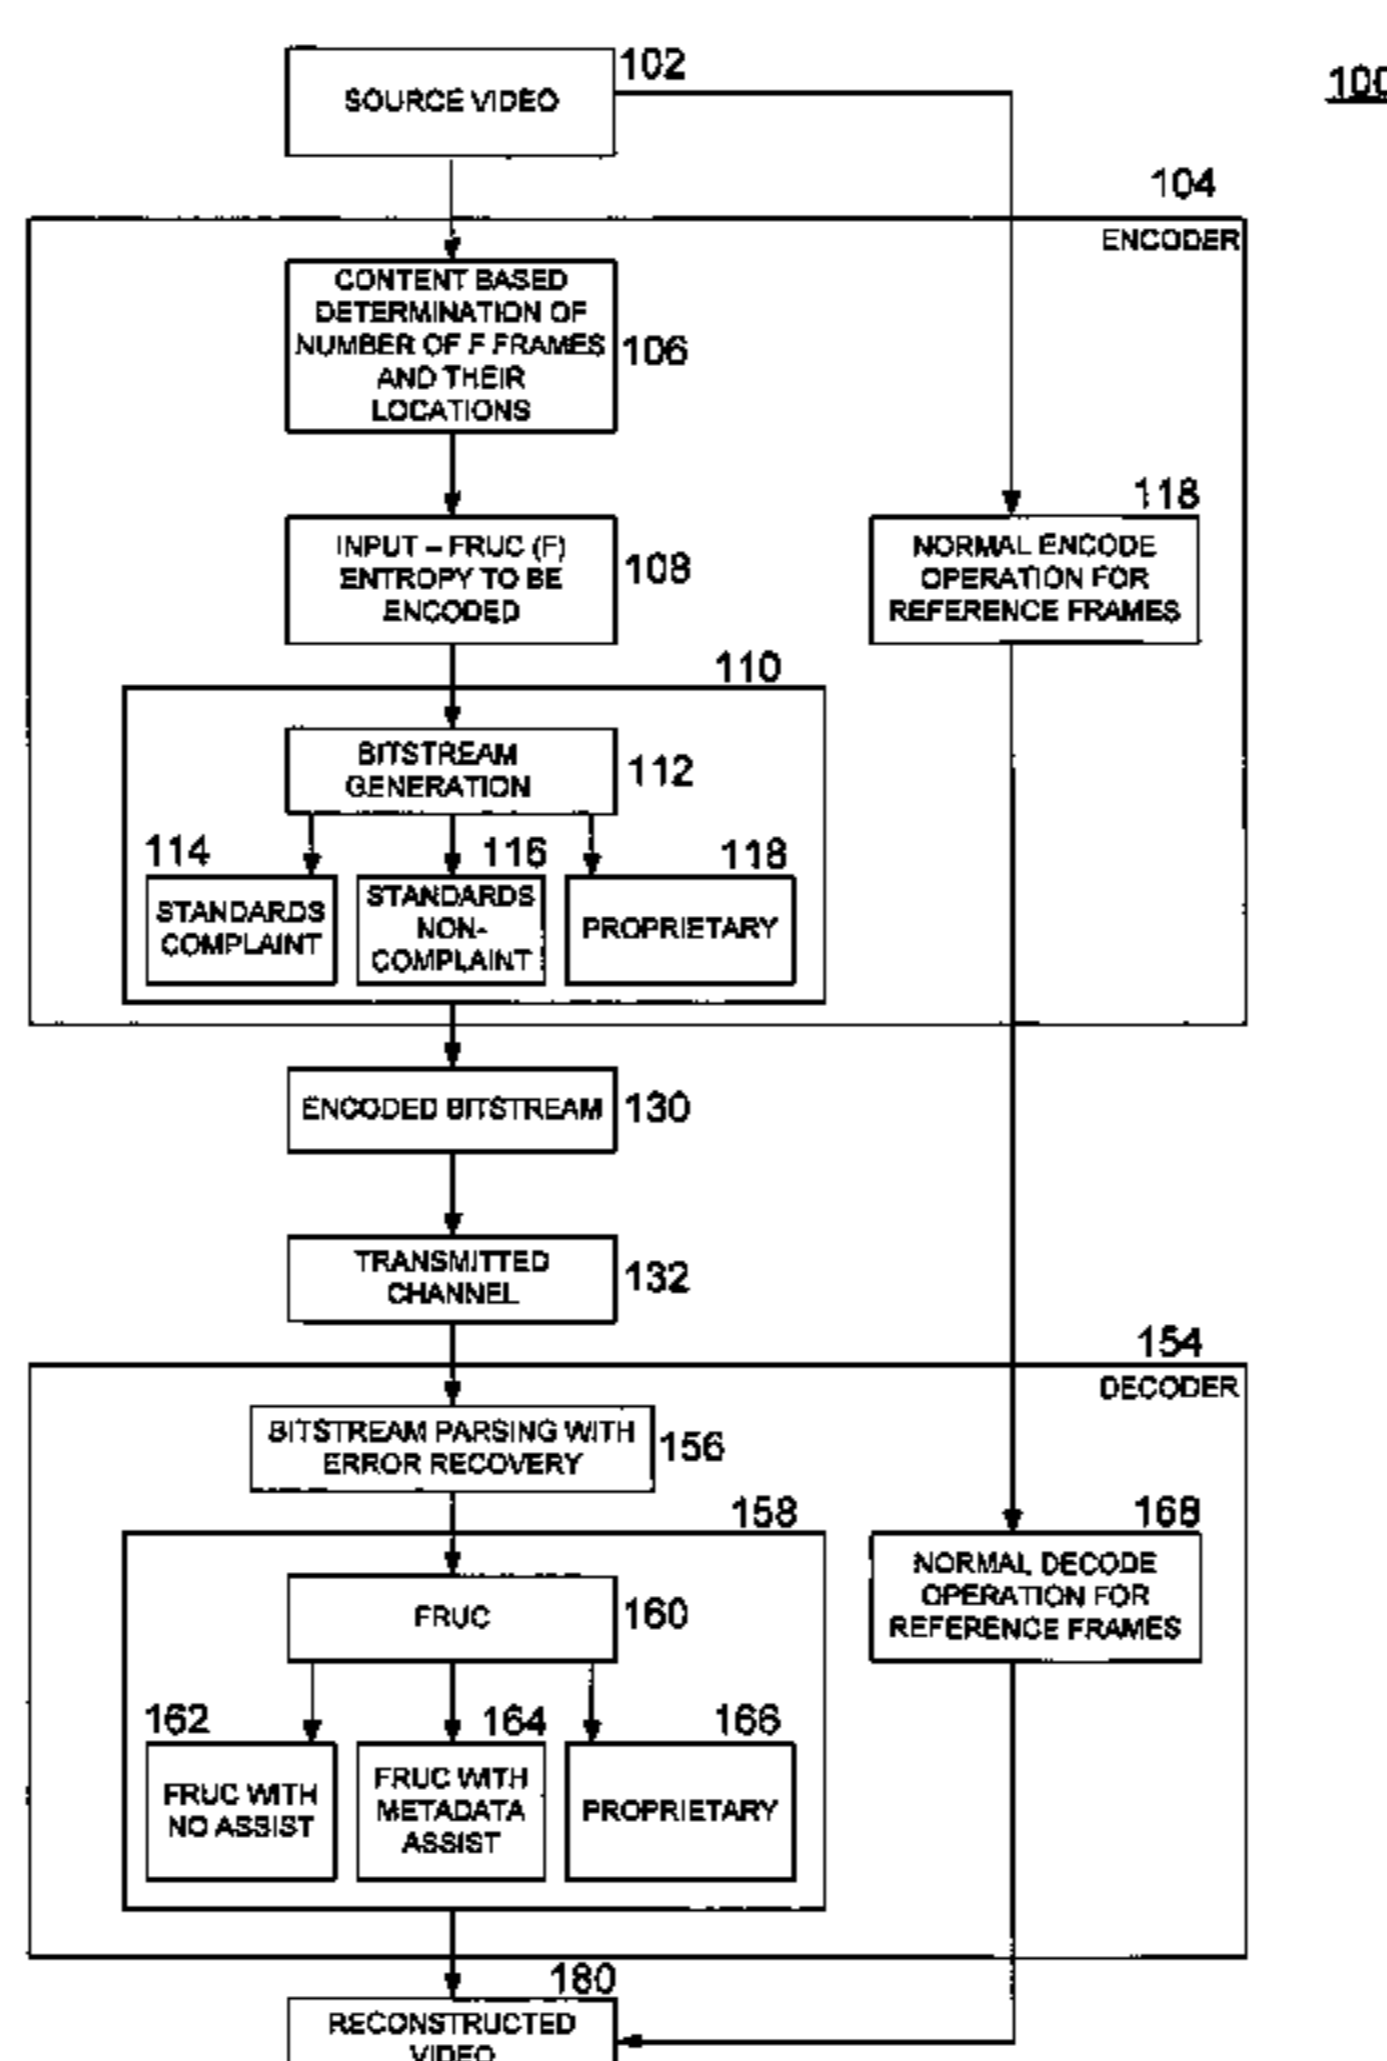 102
100
SOURCE VIDEO
104
ENCODER
CONTENT BASED
DETERMINATION OF
NUMBER OF F FRAMES
AND THEIR
LOCATIONS
106
118
INPUT – FRUC (F)
ENTROPY TO BE
ENCODED
108
NORMAL ENCODE
OPERATION FOR
REFERENCE FRAMES
110
BITSTREAM
GENERATION
112
114
116
118
STANDARDS
COMPLAINT
STANDARDS
NON-
COMPLAINT
PROPRIETARY
ENCODED BITSTREAM
130
TRANSMITTED
CHANNEL
132
154
DECODER
BITSTREAM PARSING WITH
ERROR RECOVERY
156
158
168
FRUC
160
NORMAL DECODE
OPERATION FOR
REFERENCE FRAMES
162
164
166
FRUC WITH
NO ASSIST
FRUC WITH
METADATA
ASSIST
PROPRIETARY
180
RECONSTRUCTED
VIDEO